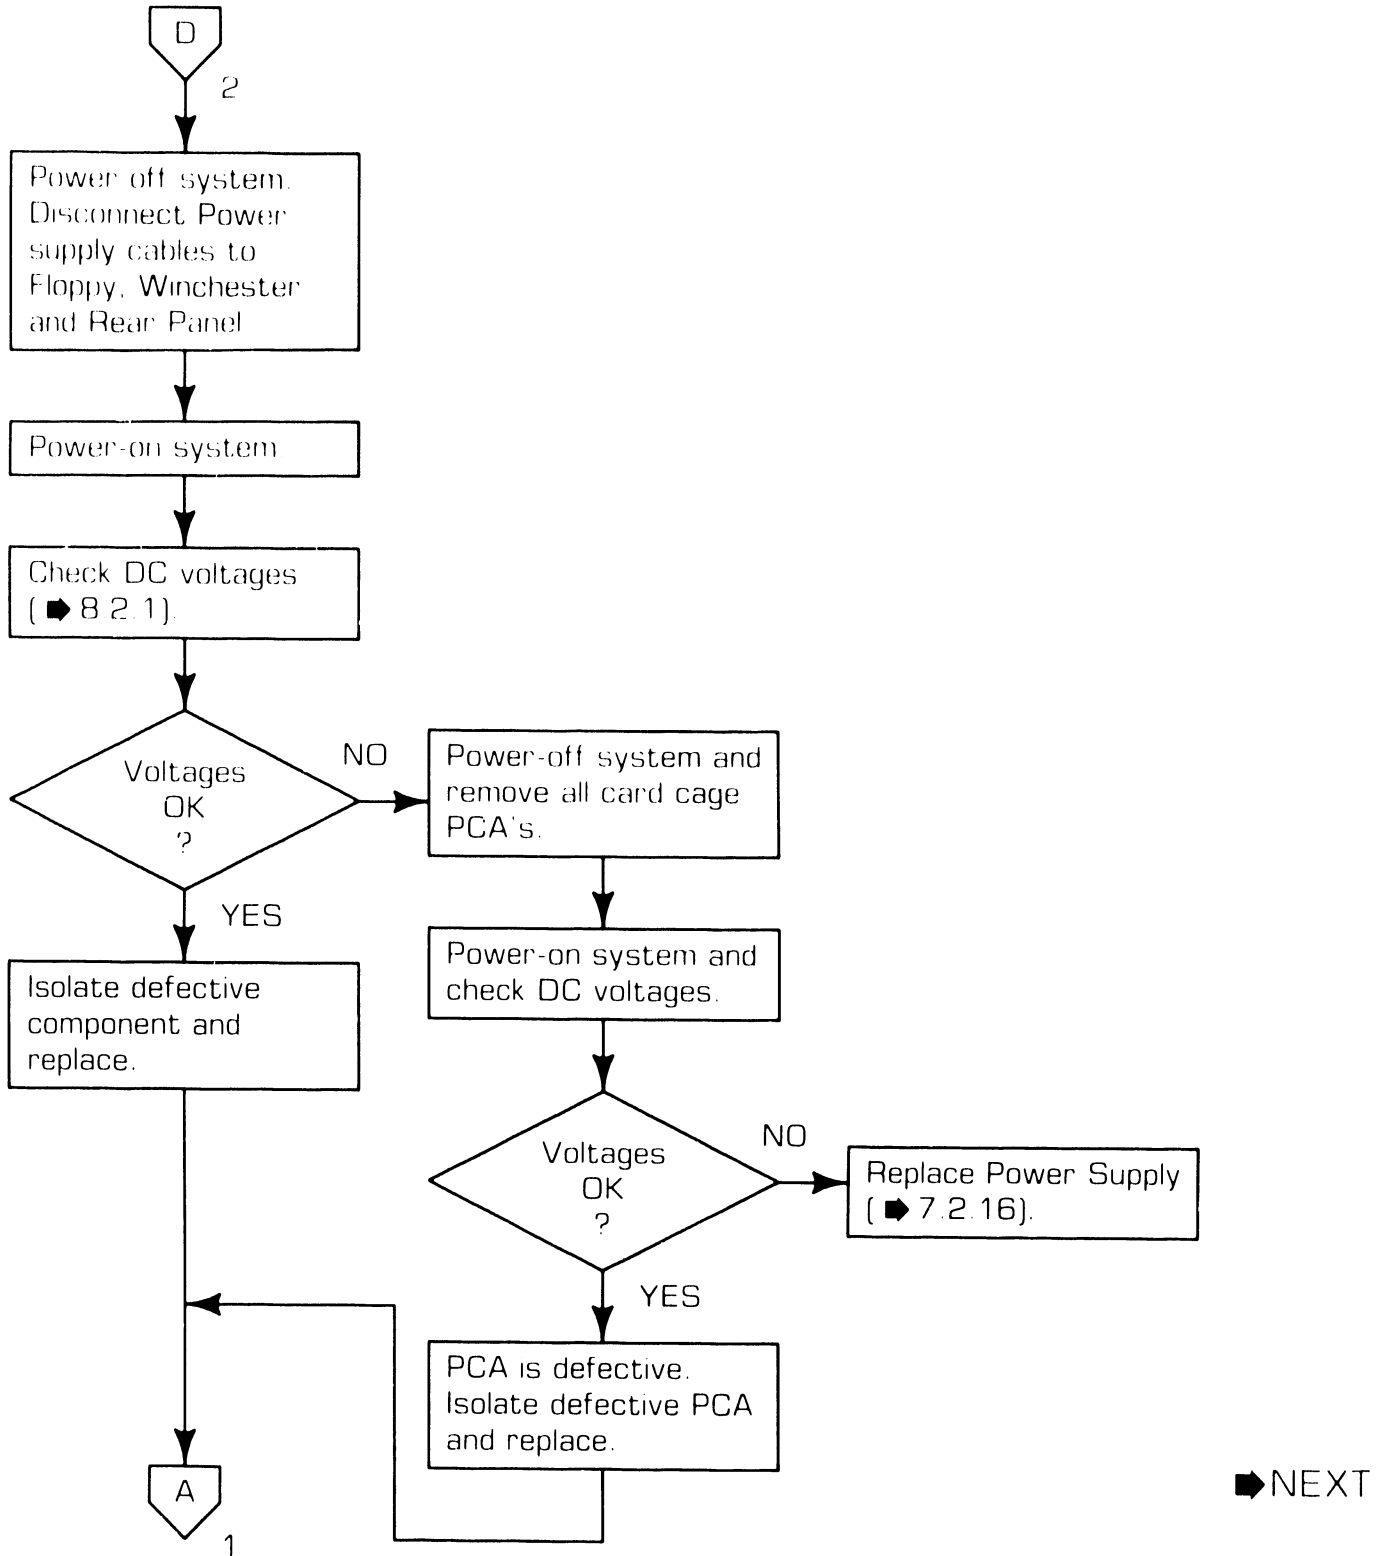 D
2
Power off system.
Disconnect Power
supply cables to
Floppy, Winchester
and Rear Panel
Power-on system
Check DC voltages
( ➡ 8 2.1).
Voltages
OK
?
NO
YES
Power-off system and
remove all card cage
PCA's.
Power-on system and
check DC voltages.
Isolate defective
component and
replace.
Voltages
OK
?
NO
YES
Replace Power Supply
( ➡ 7.2.16).
PCA is defective.
Isolate defective PCA
and replace.
A
1
➡NEXT